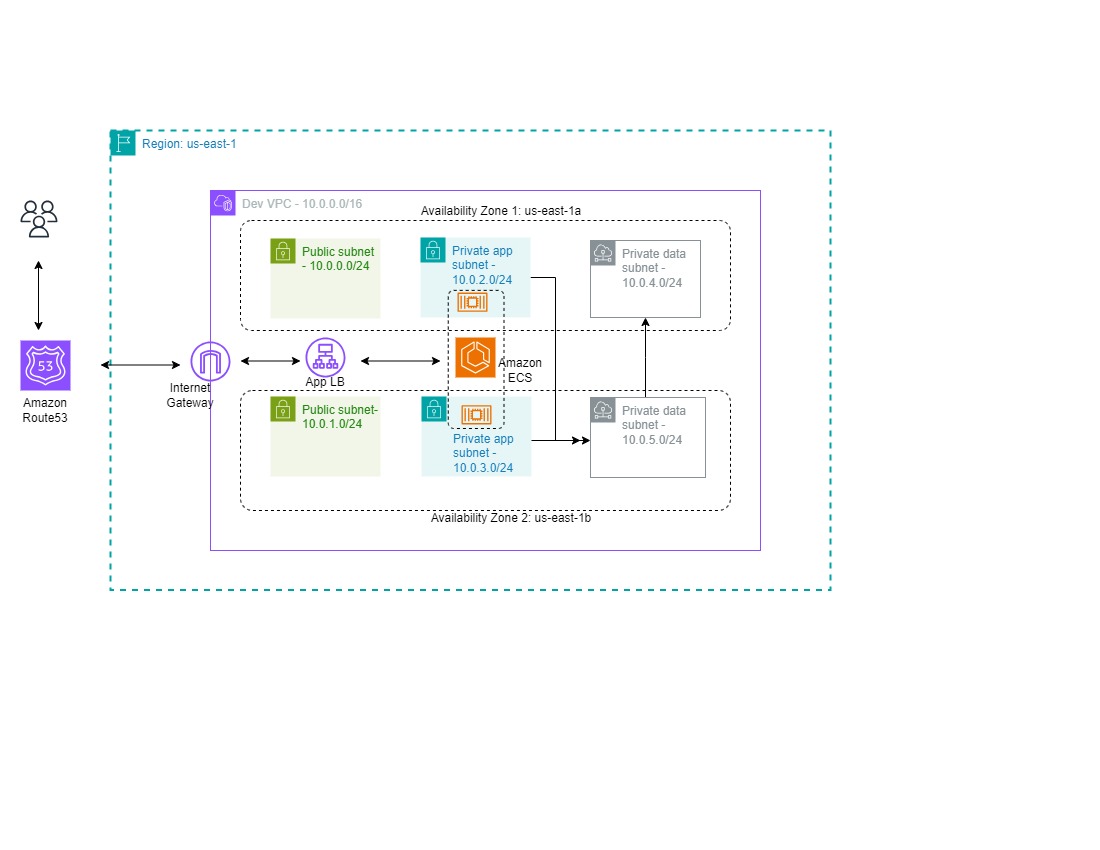 Region: us-east-1
Dev VPC - 10.0.0.0/16
Availability Zone 1: us-east-1a
Public subnet
- 10.0.0.0/24
Private app
subnet -
10.0.2.0/24
Private data
subnet -
10.0.4.0/24
53
Amazon
Route53
Internet
Gateway
App LB
Amazon
ECS
Public subnet-
10.0.1.0/24
Private app
subnet -
10.0.3.0/24
Private data
subnet -
10.0.5.0/24
Availability Zone 2: us-east-1b